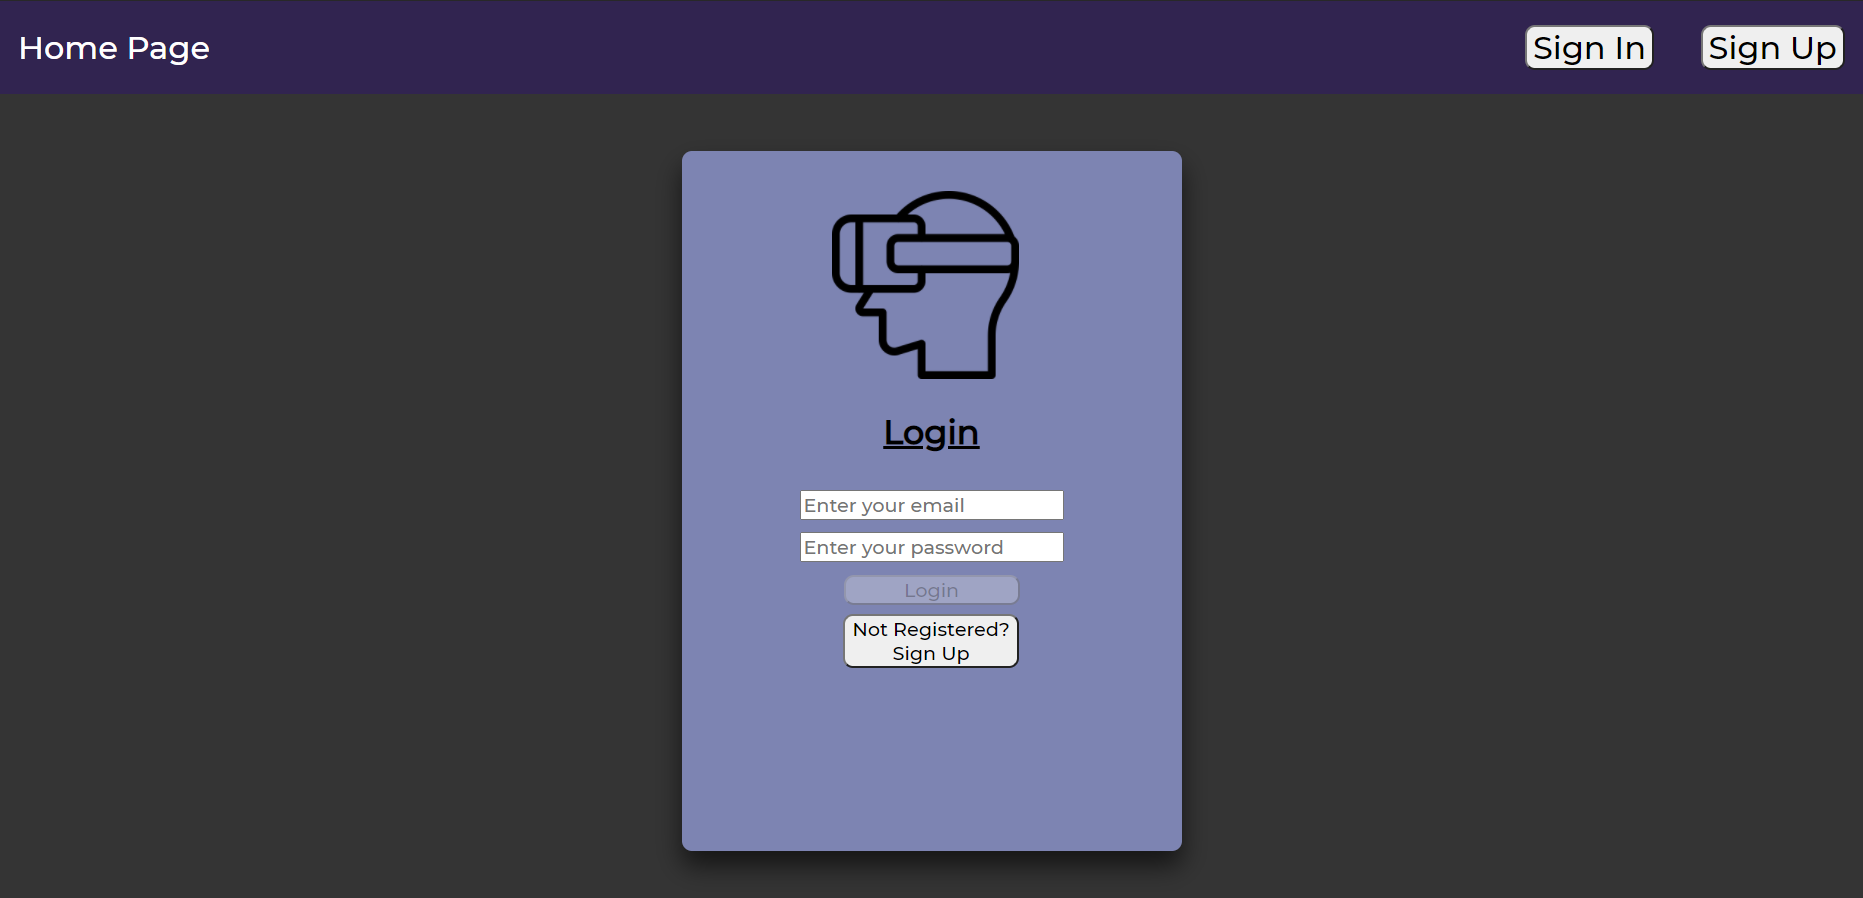 Home Page
Sign In
Sign Up
Login
Enter your email
Enter your password
Login
Not Registered?
Sign Up